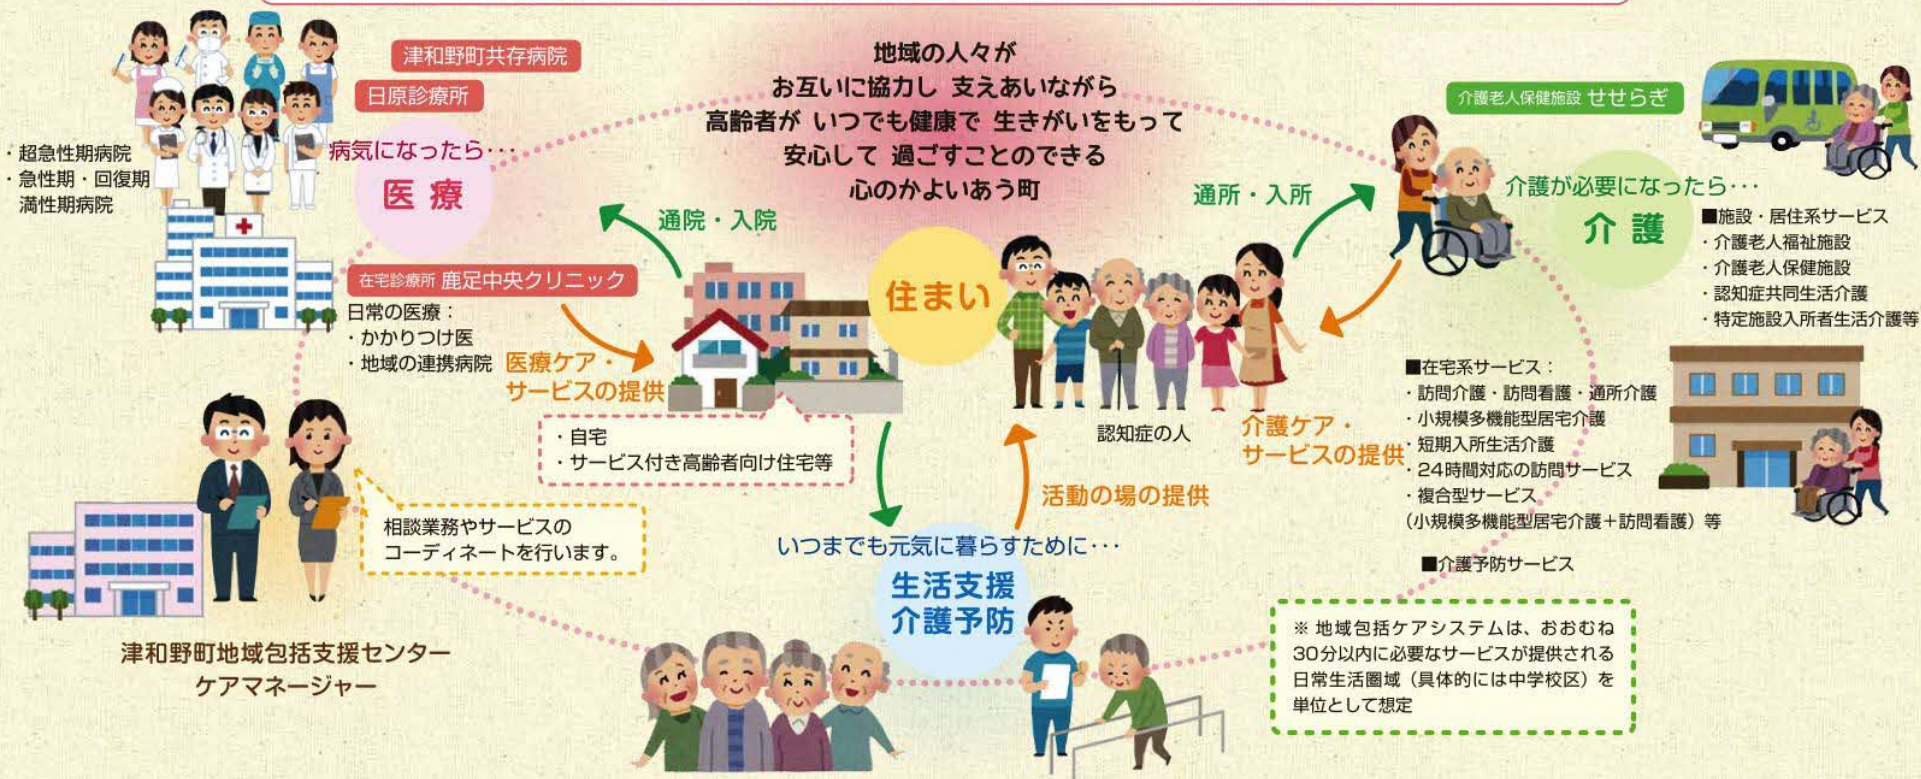 地域の人々が
お互いに協力し 支えあいながら
高齢者が いつでも健康で 生きがいをもって
安心して 過ごすことのできる
心のかよいあう町
津和野町共存病院
日原診療所
病気になったら･･･
医療
・超急性期病院
・急性期・回復期
満性期病院
通院・入院
在宅診療所 鹿足中央クリニック
日常の医療：
・かかりつけ医
・地域の連携病院
医療ケア・
サービスの提供
住まい
・自宅
・サービス付き高齢者向け住宅等
認知症の人
通所・入所
介護老人保健施設 せせらぎ
介護が必要になったら･･･
介護
■施設・居住系サービス
・介護老人福祉施設
・介護老人保健施設
・認知症共同生活介護
・特定施設入所者生活介護等
介護ケア・
サービスの提供
■在宅系サービス：
・訪問介護・訪問看護・通所介護
・小規模多機能型居宅介護
・短期入所生活介護
・24時間対応の訪問サービス
・複合型サービス
（小規模多機能型居宅介護＋訪問看護）等
■介護予防サービス
活動の場の提供
いつまでも元気に暮らすために･･･
生活支援
介護予防
相談業務やサービスの
コーディネートを行います。
津和野町地域包括支援センター
ケアマネージャー
※ 地域包括ケアシステムは、おおむね
30分以内に必要なサービスが提供される
日常生活圏域（具体的には中学校区）を
単位として想定